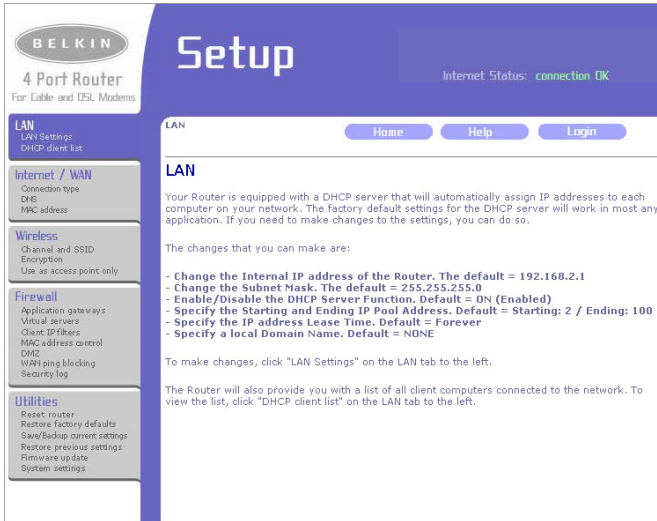 BELKIN
4 Port Router
For Cable and DSL Modems
Setup
Internet Status: connection OK
LAN
LAN Settings
DHCP client list
Internet / WAN
Connection type
DNS
MAC address
Wireless
Channel and SSID
Encryption
Use as access point only
Firewall
Application gateways
Virtual servers
Client IP filters
MAC address control
DMZ
WAN ping blocking
Security log
Utilities
Reset router
Restore factory defaults
Save/Backup current settings
Restore previous settings
Firmware update
System settings
LAN
Home
Help
Login
LAN
Your Router is equipped with a DHCP server that will automatically assign IP addresses to each
computer on your network. The factory default settings for the DHCP server will work in most any
application. If you need to make changes to the settings, you can do so.
The changes that you can make are:
- Change the Internal IP address of the Router. The default = 192.168.2.1
- Change the Subnet Mask. The default = 255.255.255.0
- Enable/Disable the DHCP Server Function. Default = ON (Enabled)
- Specify the Starting and Ending IP Pool Address. Default = Starting: 2 / Ending: 100
- Specify the IP address Lease Time. Default = Forever
- Specify a local Domain Name. Default = NONE
To make changes, click "LAN Settings" on the LAN tab to the left.
The Router will also provide you with a list of all client computers connected to the network. To
view the list, click "DHCP client list" on the LAN tab to the left.